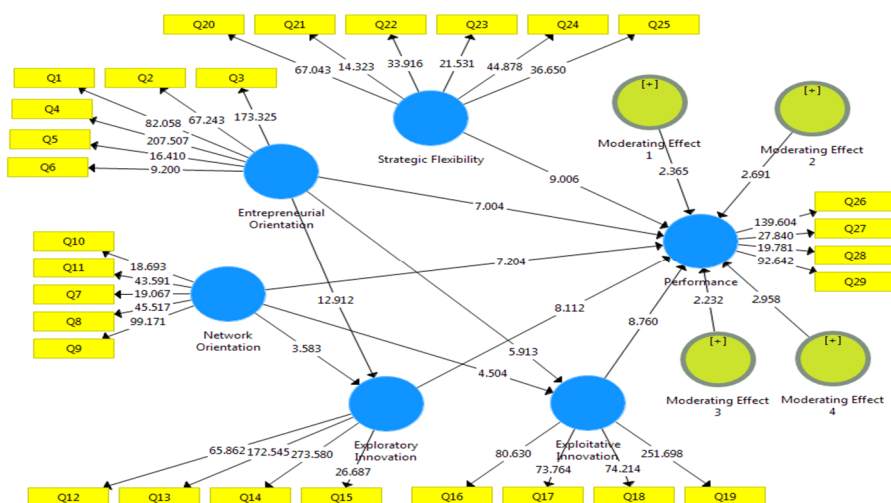 Q20 Q21 Q22 Q23 Q24 Q25
67.043 14.323 33.916 21.531 44.878 36.650
Q1 Q2 Q3
Q4
Q5
Q6
82.058 67.243 173.325
207.507
16.410
9.200
Strategic Flexibility
[+]
Moderating Effect
1
[+]
Moderating Effect
2
2.365
2.691
9.006
Entrepreneurial
Orientation
7.004
Q26
Q27
Q28
Q29
139.604
27.840
19.781
92.642
Performance
Q10
Q11
Q7
Q8
Q9
18.693
43.591
19.067
45.517
99.171
Network
Orientation
7.204
12.912
8.112
2.232
2.958
3.583
4.504
5.913
8.760
[+]
Moderating Effect
3
[+]
Moderating Effect
4
Exploratory
Innovation
Exploitative
Innovation
65.862 172.545 273.580
26.687
80.630
73.764
74.214
251.698
Q12 Q13 Q14 Q15 Q16 Q17 Q18 Q19